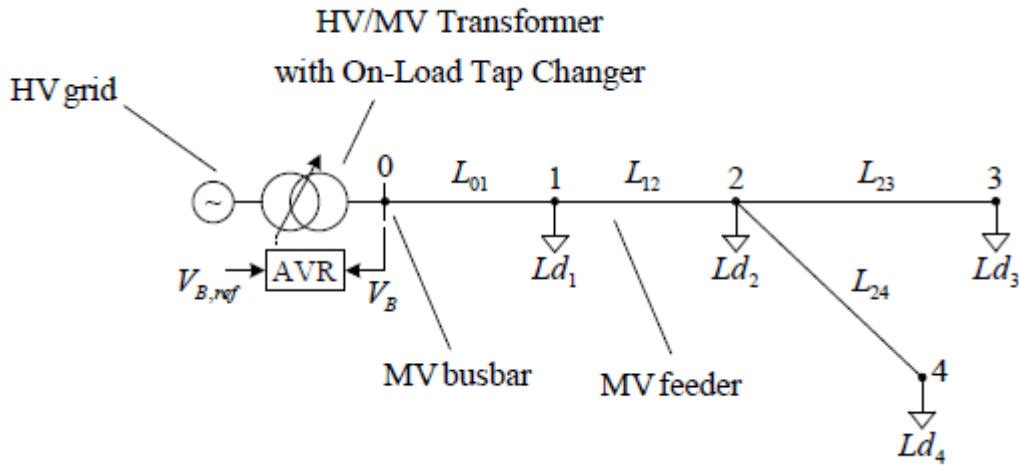 HV/MV Transformer
with On-Load Tap Changer
HV grid
0
L01
1
L12
2
L23
3
~
Ld1
Ld2
Ld3
AVR
VB,ref
VB
L24
MV busbar
MV feeder
4
Ld4